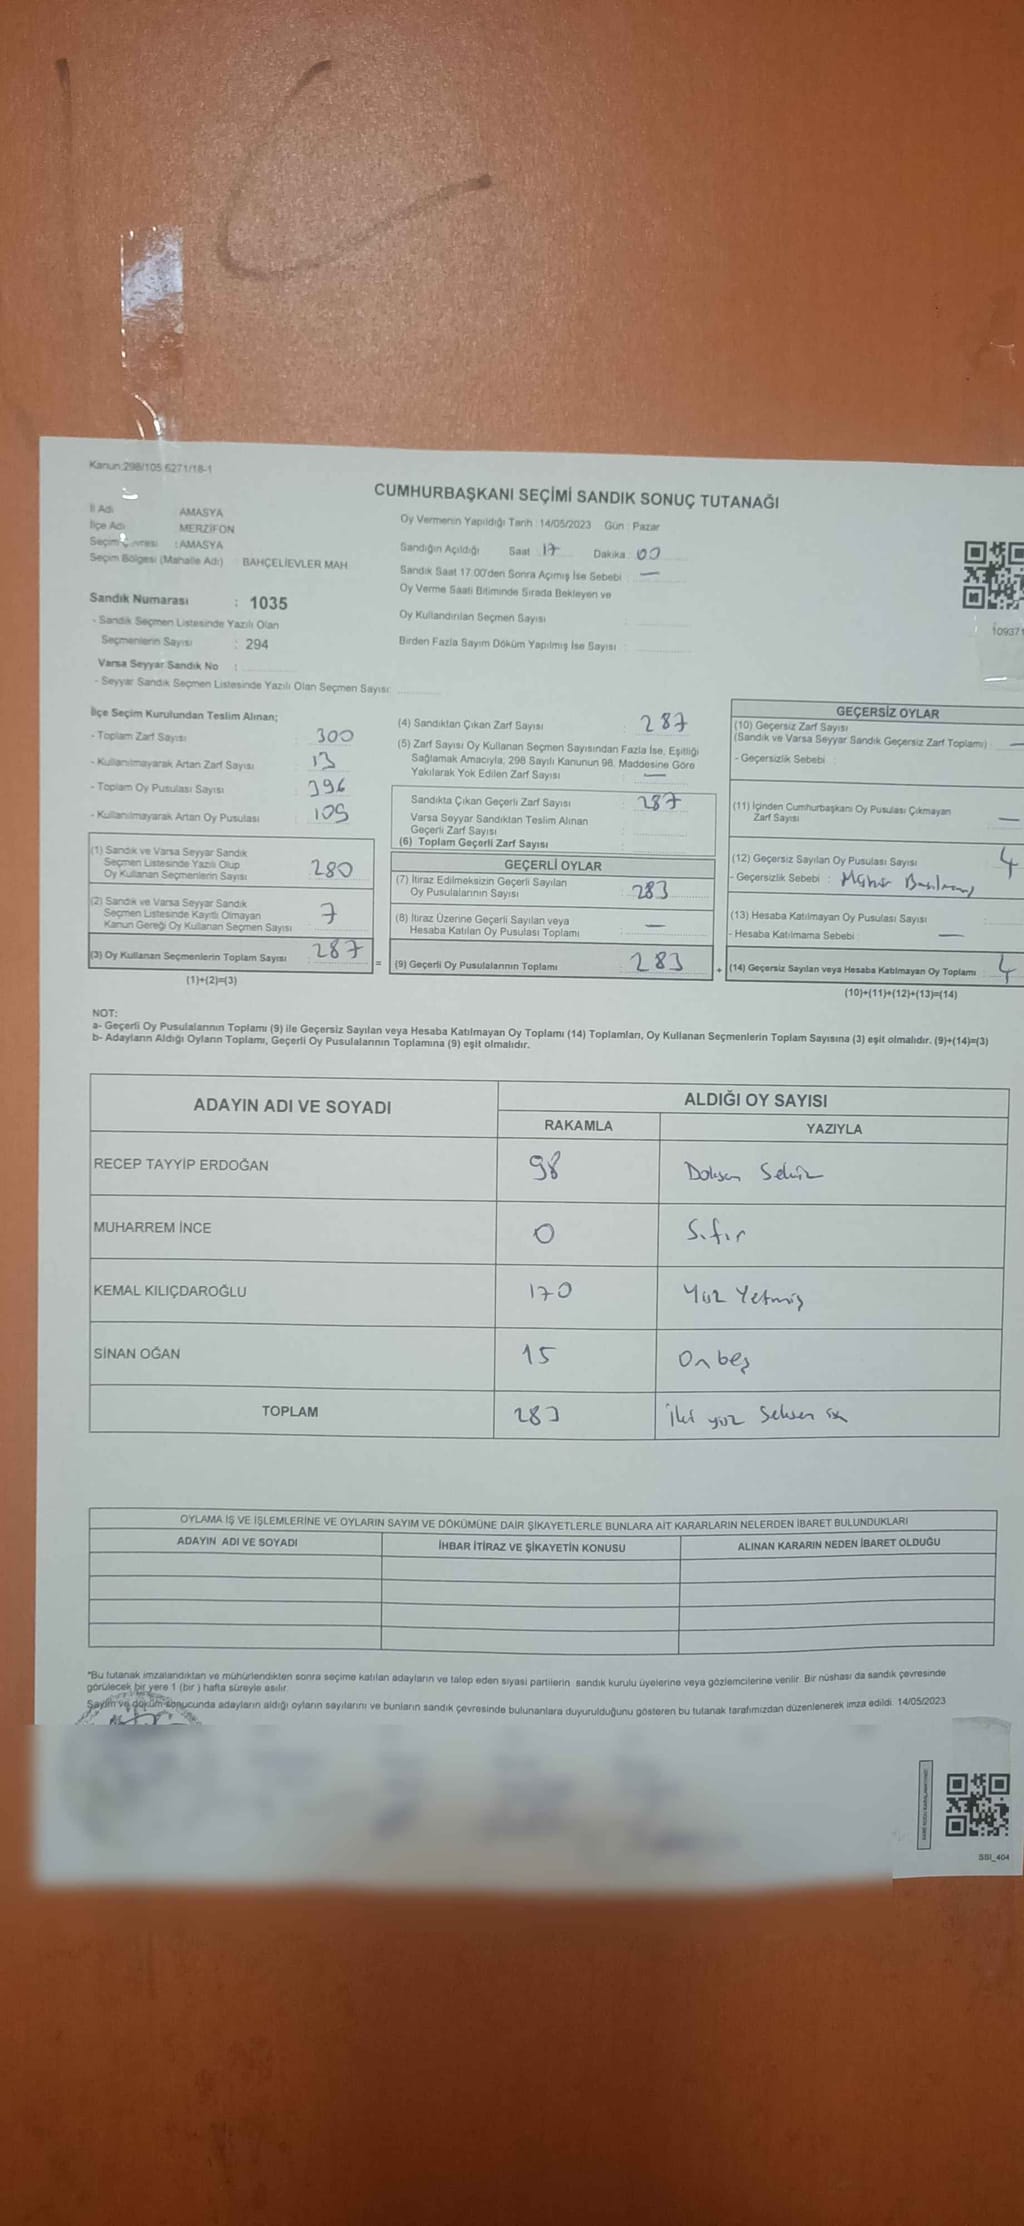 Kanun:298/105 6271/18-1
CUMHURBAŞKANI SEÇİMİ SANDIK SONUÇ TUTANAĞI
İl Adı AMASYA
İlçe Adı MERZİFON
Seçim Çevresi : AMASYA
Seçim Bölgesi (Mahalle Adı) BAHÇELİEVLER MAH.
Oy Vermenin Yapıldığı Tarih : 14/05/2023 Gün : Pazar
Sandığın Açıldığı Saat 17 Dakika : 00
Sandık Saat 17:00'den Sonra Açımış İse Sebebi : —
Oy Verme Saati Bitiminde Sırada Bekleyen ve
Oy Kullandırılan Seçmen Sayısı :
Birden Fazla Sayım Döküm Yapılmış İse Sayısı :
109371
Sandık Numarası : 1035
- Sandık Seçmen Listesinde Yazılı Olan
Seçmenlerin Sayısı : 294
Varsa Seyyar Sandık No :
- Seyyar Sandık Seçmen Listesinde Yazılı Olan Seçmen Sayısı:
İlçe Seçim Kurulundan Teslim Alınan;
- Toplam Zarf Sayısı : 300
- Kullanılmayarak Artan Zarf Sayısı : 13
- Toplam Oy Pusulası Sayısı : 396
- Kullanılmayarak Artan Oy Pusulası : 109
(1) Sandık ve Varsa Seyyar Sandık
Seçmen Listesinde Yazılı Olup
Oy Kullanan Seçmenlerin Sayısı : 280
(2) Sandık ve Varsa Seyyar Sandık
Seçmen Listesinde Kayıtlı Olmayan
Kanun Gereği Oy Kullanan Seçmen Sayısı : 7
(3) Oy Kullanan Seçmenlerin Toplam Sayısı : 287
(1)+(2)=(3)
(4) Sandıktan Çıkan Zarf Sayısı : 287
(5) Zarf Sayısı Oy Kullanan Seçmen Sayısından Fazla İse, Eşitliği
Sağlamak Amacıyla, 298 Sayılı Kanunun 98. Maddesine Göre
Yakılarak Yok Edilen Zarf Sayısı : —
Sandıkta Çıkan Geçerli Zarf Sayısı : 287
Varsa Seyyar Sandıktan Teslim Alınan
Geçerli Zarf Sayısı :
(6) Toplam Geçerli Zarf Sayısı :
GEÇERLİ OYLAR
(7) İtiraz Edilmeksizin Geçerli Sayılan
Oy Pusulalarının Sayısı : 283
(8) İtiraz Üzerine Geçerli Sayılan veya
Hesaba Katılan Oy Pusulası Toplamı : —
= (9) Geçerli Oy Pusulalarının Toplamı : 283
GEÇERSİZ OYLAR
(10) Geçersiz Zarf Sayısı
(Sandık ve Varsa Seyyar Sandık Geçersiz Zarf Toplamı) : —
- Geçersizlik Sebebi :
(11) İçinden Cumhurbaşkanı Oy Pusulası Çıkmayan
Zarf Sayısı : —
(12) Geçersiz Sayılan Oy Pusulası Sayısı : 4
- Geçersizlik Sebebi : Mühür
(13) Hesaba Katılmayan Oy Pusulası Sayısı :
- Hesaba Katılmama Sebebi : —
+ (14) Geçersiz Sayılan veya Hesaba Katılmayan Oy Toplamı : 4
(10)+(11)+(12)+(13)=(14)
NOT:
a- Geçerli Oy Pusulalarının Toplamı (9) ile Geçersiz Sayılan veya Hesaba Katılmayan Oy Toplamı (14) Toplamları, Oy Kullanan Seçmenlerin Toplam Sayısına (3) eşit olmalıdır. (9)+(14)=(3)
b- Adayların Aldığı Oyların Toplamı, Geçerli Oy Pusulalarının Toplamına (9) eşit olmalıdır.
ADAYIN ADI VE SOYADI ALDIĞI OY SAYISI
RAKAMLA YAZIYLA
RECEP TAYYİP ERDOĞAN 98 Doksan Sekiz
MUHARREM İNCE 0 Sıfır
KEMAL KILIÇDAROĞLU 170 Yüz Yetmiş
SİNAN OĞAN 15 On beş
TOPLAM 283 İki yüz Seksen üç
OYLAMA İŞ VE İŞLEMLERİNE VE OYLARIN SAYIM VE DÖKÜMÜNE DAİR ŞİKAYETLERLE BUNLARA AİT KARARLARIN NELERDEN İBARET BULUNDUKLARI
ADAYIN ADI VE SOYADI İHBAR İTİRAZ VE ŞİKAYETİN KONUSU ALINAN KARARIN NEDEN İBARET OLDUĞU
*Bu tutanak imzalandıktan ve mühürlendikten sonra seçime katılan adayların ve talep eden siyasi partilerin sandık kurulu üyelerine veya gözlemcilerine verilir. Bir nüshası da sandık çevresinde
görülecek bir yere 1 (bir) hafta süreyle asılır.
Sayım ve döküm sonucunda adayların aldığı oyların sayılarını ve bunların sandık çevresinde bulunanlara duyurulduğunu gösteren bu tutanak tarafımızdan düzenlenerek imza edildi. 14/05/2023
SSI_404